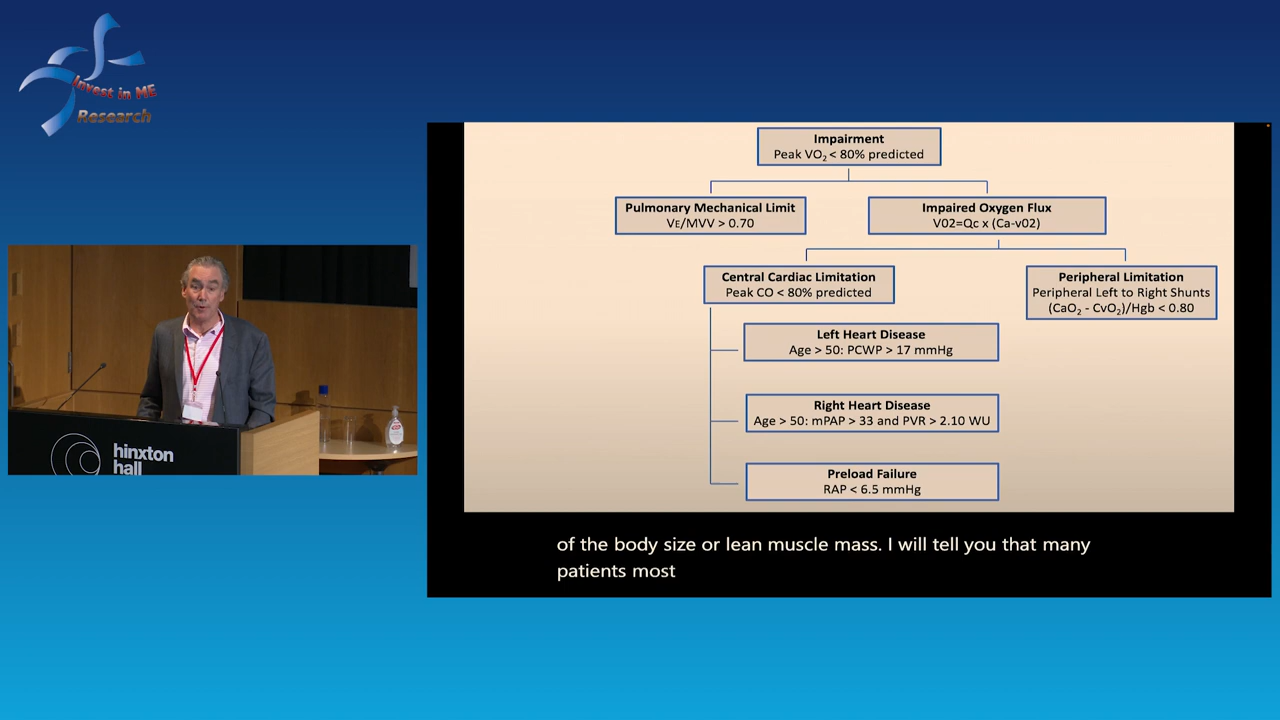 Invest in ME
Research
hinxton
hall
Impairment
Peak VO₂ < 80% predicted
Pulmonary Mechanical Limit
VE/MVV > 0.70
Impaired Oxygen Flux
V02=Qc x (Ca-v02)
Central Cardiac Limitation
Peak CO < 80% predicted
Peripheral Limitation
Peripheral Left to Right Shunts
(CaO₂ - CvO₂)/Hgb < 0.80
Left Heart Disease
Age > 50: PCWP > 17 mmHg
Right Heart Disease
Age > 50: mPAP > 33 and PVR > 2.10 WU
Preload Failure
RAP < 6.5 mmHg
of the body size or lean muscle mass. I will tell you that many
patients most